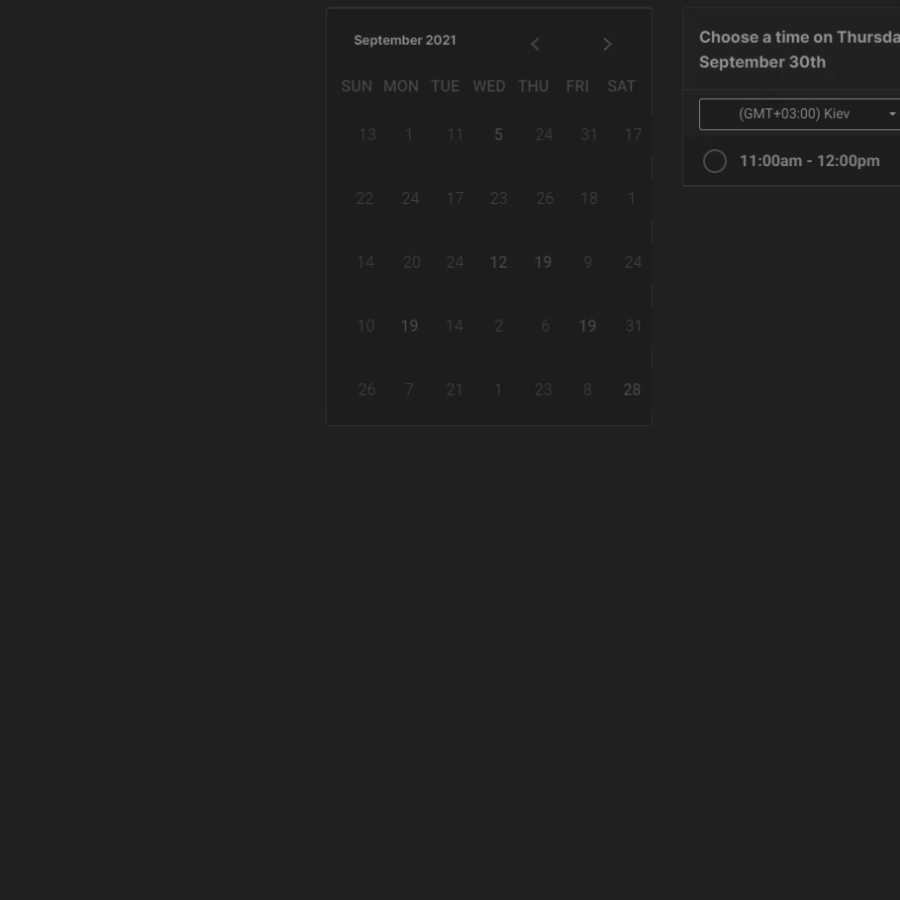 September 2021
SUN MON TUE WED THU FRI SAT
13 1 11 5 24 31 17
22 24 17 23 26 18 1
14 20 24 12 19 9 24
10 19 14 2 6 19 31
26 7 21 1 23 8 28
Choose a time on Thursda
September 30th
(GMT+03:00) Kiev
11:00am - 12:00pm